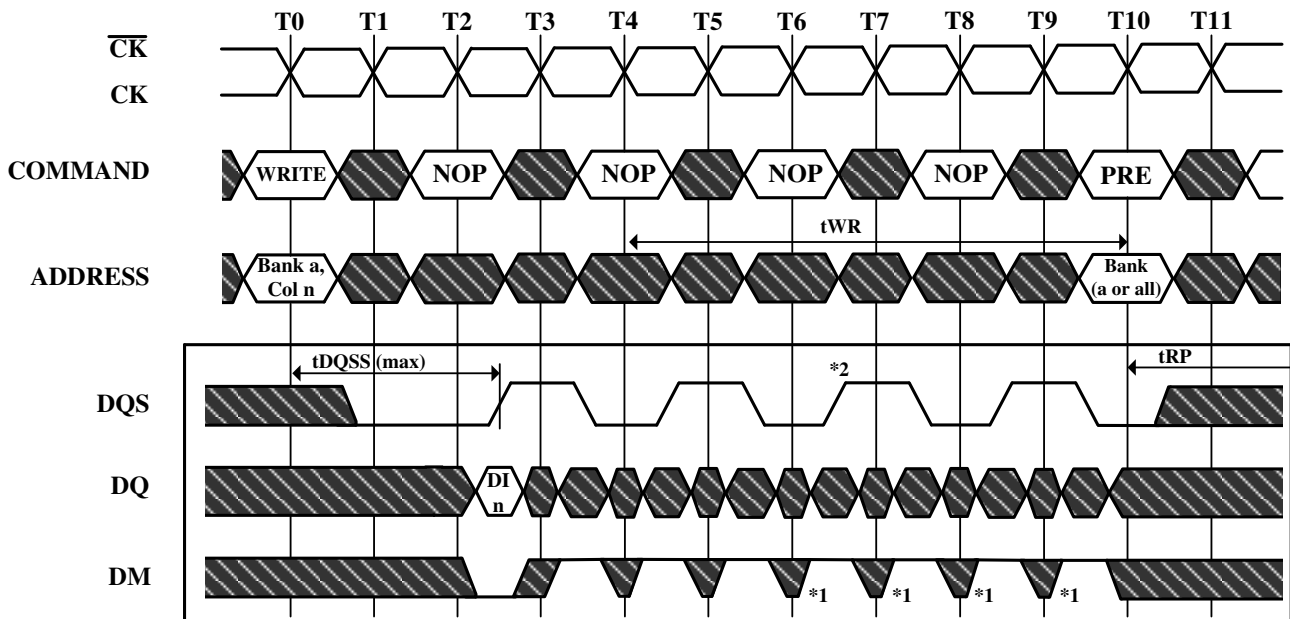 T0 T1 T2 T3 T4 T5 T6 T7 T8 T9 T10 T11
CK
CK
COMMAND WRITE NOP NOP NOP NOP PRE
tWR
ADDRESS Bank a, Col n Bank (a or all)
tDQSS (max) *2 tRP
DQS
DQ DI n
DM *1 *1 *1 *1